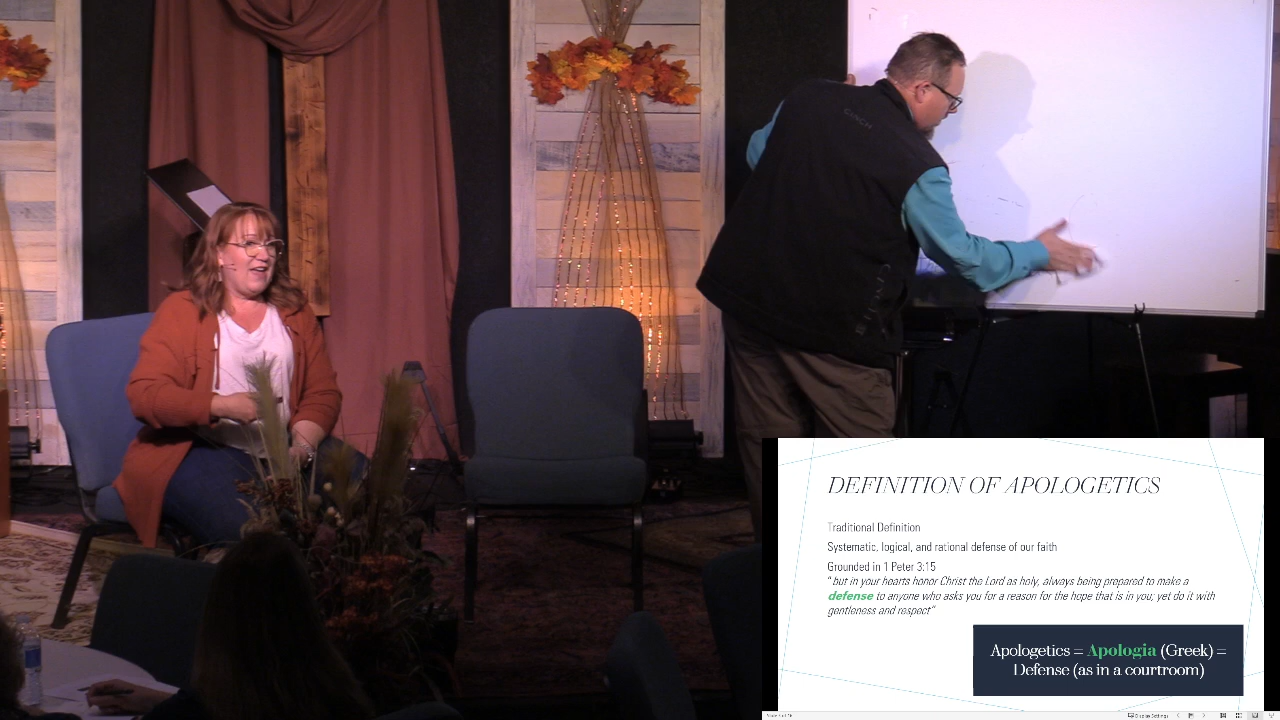 CINCH
DEFINITION OF APOLOGETICS
Traditional Definition
Systematic, logical, and rational defense of our faith
Grounded in 1 Peter 3:15
"but in your hearts honor Christ the Lord as holy, always being prepared to make a
defense to anyone who asks you for a reason for the hope that is in you; yet do it with
gentleness and respect"
Apologetics = Apologia (Greek) =
Defense (as in a courtroom)
Display Settings